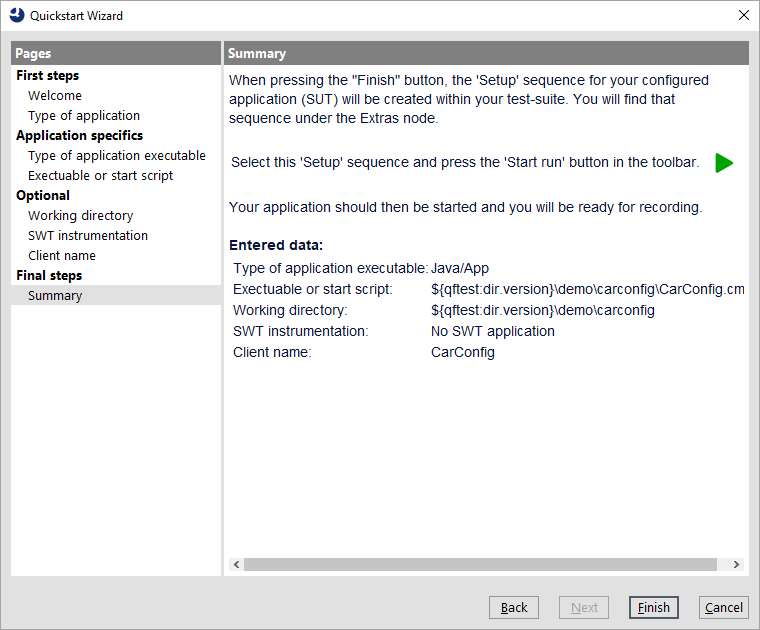 Quickstart Wizard
Pages
First steps
Welcome
Type of application
Application specifics
Type of application executable
Exectuable or start script
Optional
Working directory
SWT instrumentation
Client name
Final steps
Summary
Summary
When pressing the "Finish" button, the 'Setup' sequence for your configured
application (SUT) will be created within your test-suite. You will find that
sequence under the Extras node.
Select this 'Setup' sequence and press the 'Start run' button in the toolbar.
Your application should then be started and you will be ready for recording.
Entered data:
Type of application executable: Java/App
Exectuable or start script: ${qftest:dir.version}\demo\carconfig\CarConfig.cm
Working directory: ${qftest:dir.version}\demo\carconfig
SWT instrumentation: No SWT application
Client name: CarConfig
Back Next Finish Cancel